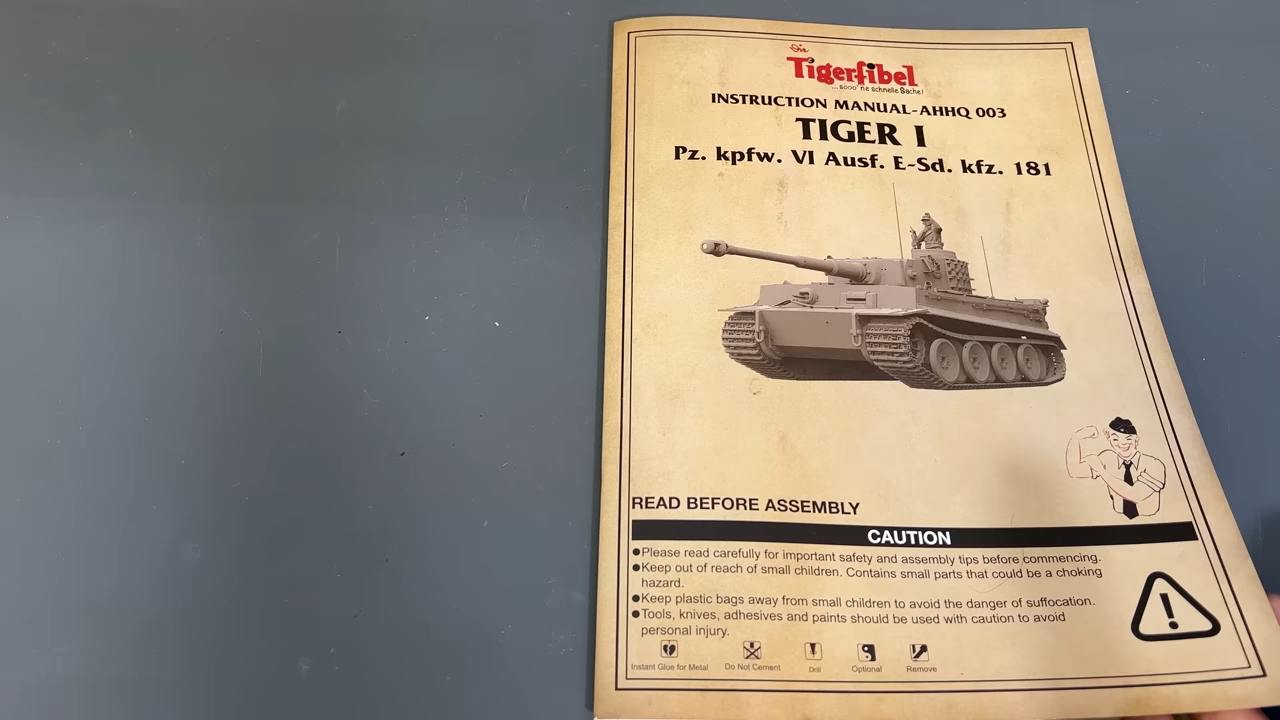 Die
Tigerfibel
...sooo 'ne schnelle Sache!
INSTRUCTION MANUAL-AHHQ 003
TIGER I
Pz. kpfw. VI Ausf. E-Sd. kfz. 181
READ BEFORE ASSEMBLY
CAUTION
●Please read carefully for important safety and assembly tips before commencing.
●Keep out of reach of small children. Contains small parts that could be a choking
hazard.
●Keep plastic bags away from small children to avoid the danger of suffocation.
●Tools, knives, adhesives and paints should be used with caution to avoid
personal injury.
Instant Glue for Metal Do Not Cement Drill Optional Remove